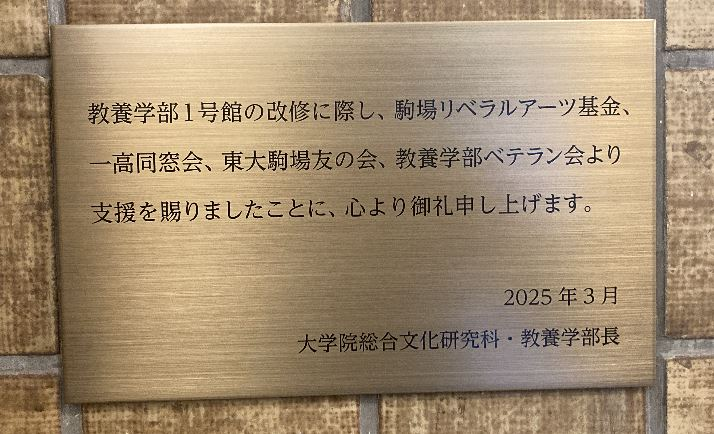 教養学部1号館の改修に際し、駒場リベラルアーツ基金、
一高同窓会、東大駒場友の会、教養学部ベテラン会より
支援を賜りましたことに、心より御礼申し上げます。
2025年3月
大学院総合文化研究科・教養学部長